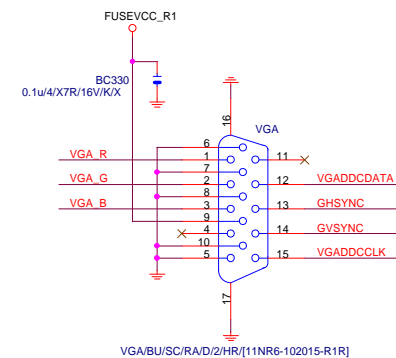 FUSEVCC_R1
BC330
0.1u/4/X7R/16V/K/X
16
VGA
6
VGA_R 1 11
7
VGA_G 2 12 VGADDCDATA
8
VGA_B 3 13 GHSYNC
9
4 14 GVSYNC
10
5 15 VGADDCCLK
17
VGA/BU/SC/RA/D/2/HR/[11NR6-102015-R1R]